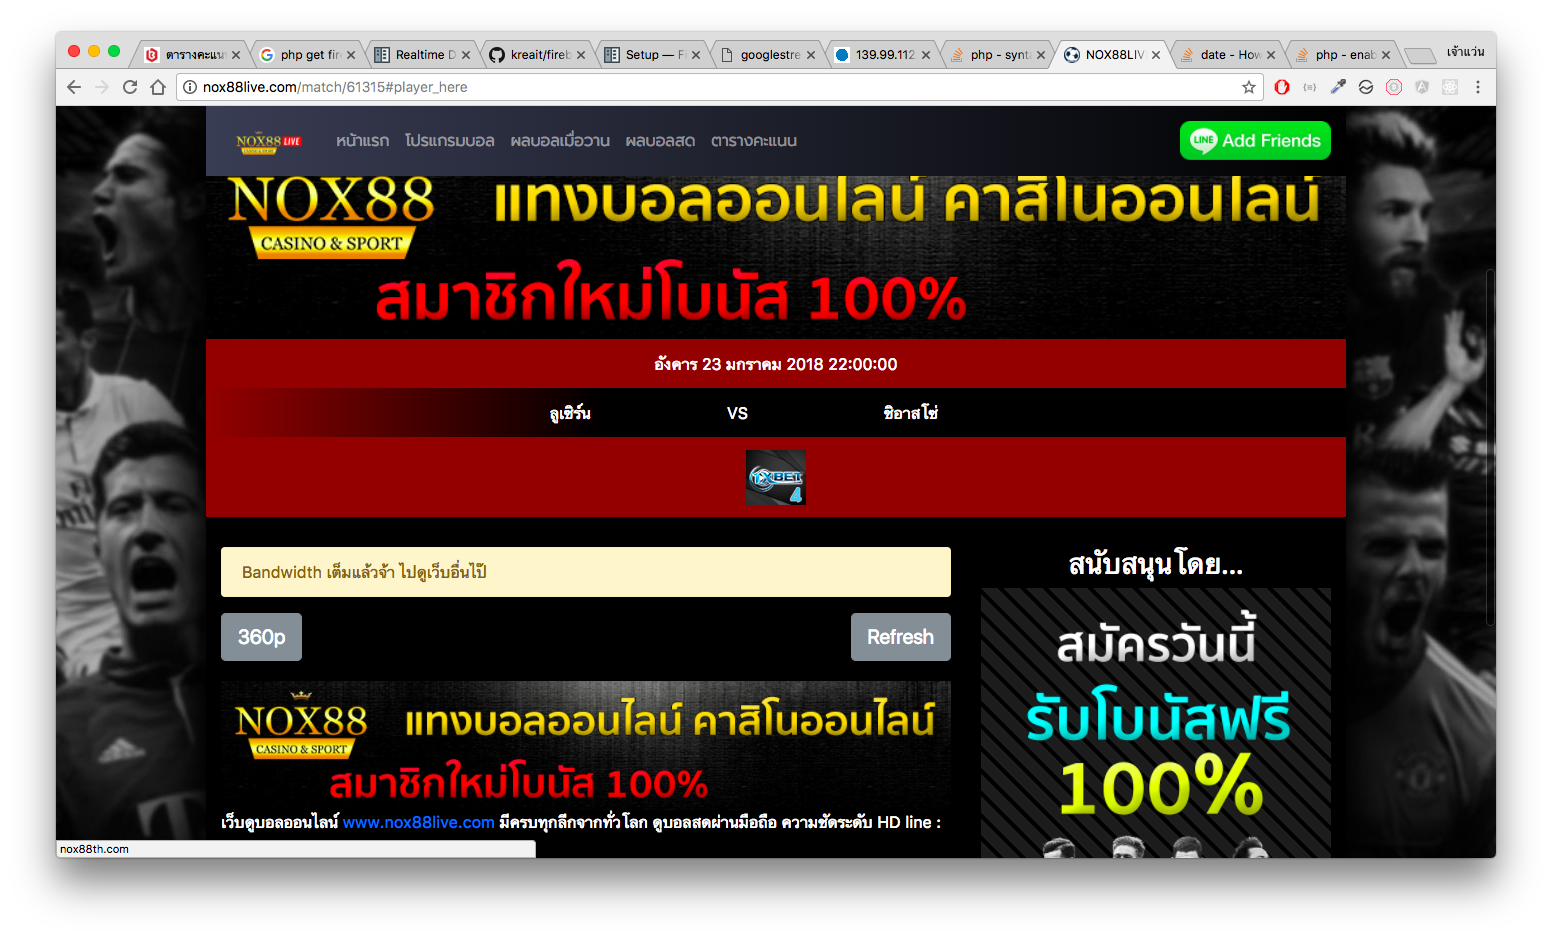 ตารางคะแนน
php get fire
Realtime D
kreait/fireb
Setup — Fi
googlestre
139.99.112
php - synta
NOX88LIV
date - How
php - enab
เจ้าแว่น
nox88live.com/match/61315#player_here
NOX88 LIVE
หน้าแรก โปรแกรมบอล ผลบอลเมื่อวาน ผลบอลสด ตารางคะแนน
LINE Add Friends
NOX88 แทงบอลออนไลน์ คาสิโนออนไลน์
CASINO & SPORT
สมาชิกใหม่โบนัส 100%
อังคาร 23 มกราคม 2018 22:00:00
ลูเซิร์น VS ชิอาสโซ่
XBET
4
Bandwidth เต็มแล้วจ้า ไปดูเว็บอื่นไป๊
360p Refresh
NOX88 แทงบอลออนไลน์ คาสิโนออนไลน์
CASINO & SPORT
สมาชิกใหม่โบนัส 100%
เว็บดูบอลออนไลน์ www.nox88live.com มีครบทุกลีกจากทั่วโลก ดูบอลสดผ่านมือถือ ความชัดระดับ HD line :
สนับสนุนโดย...
สมัครวันนี้
รับโบนัสฟรี
100%
nox88th.com